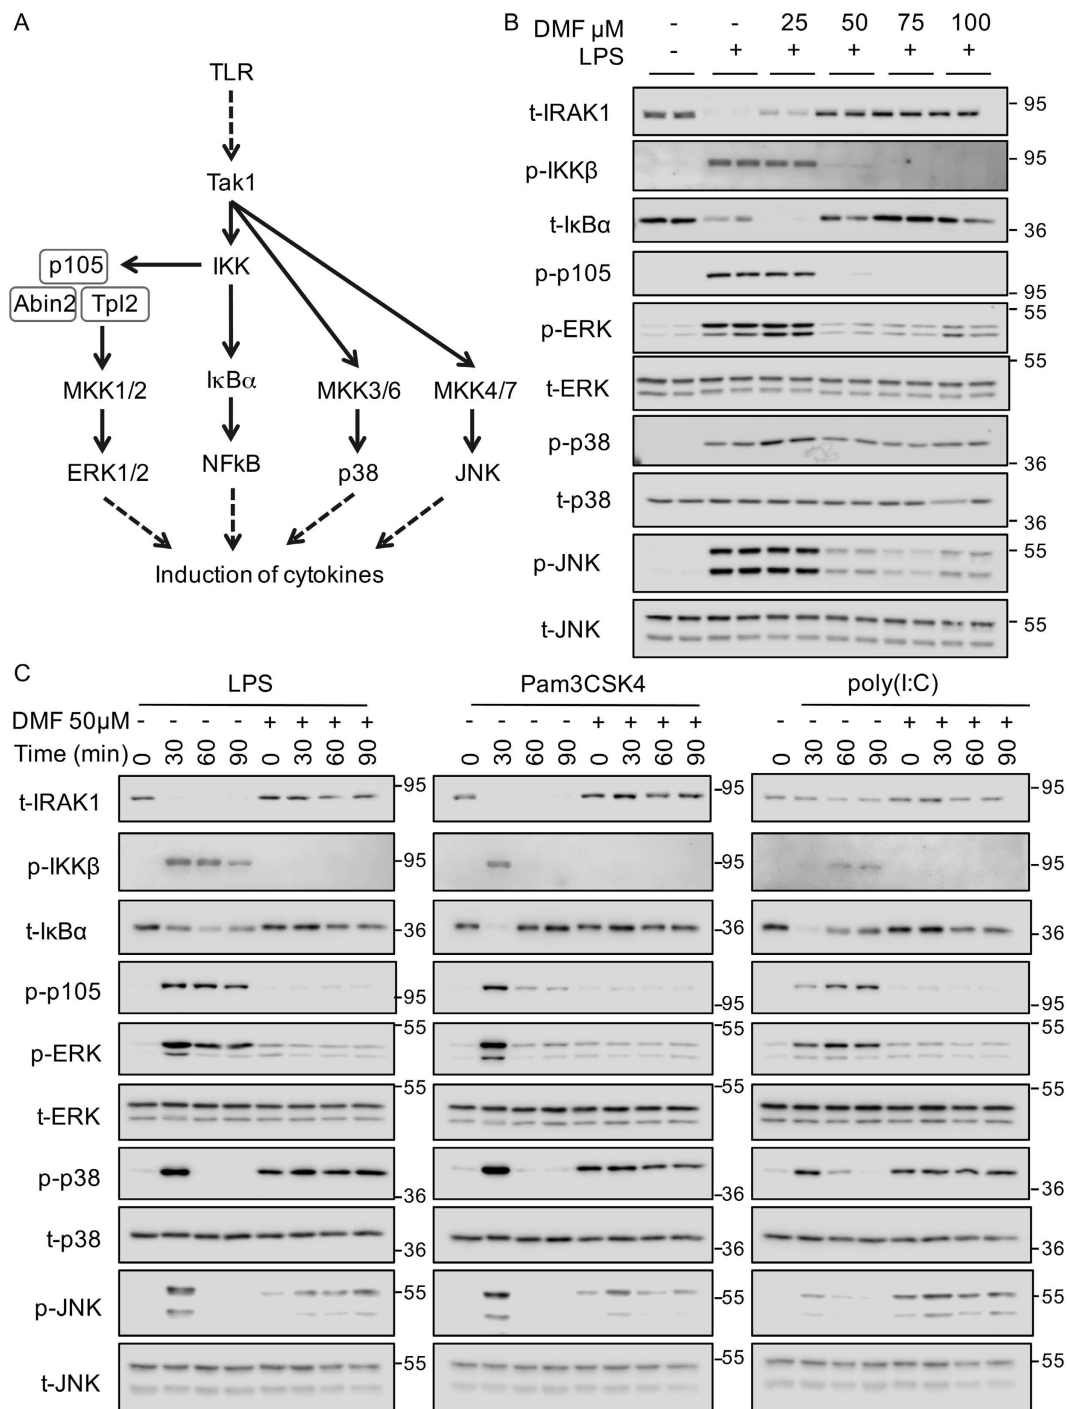 A
TLR
Tak1
p105
IKK
Abin2
Tpl2
MKK1/2
IκBα
MKK3/6
MKK4/7
ERK1/2
NFkB
p38
JNK
Induction of cytokines
B
DMF µM - - 25 50 75 100
LPS - + + + + +
t-IRAK1 - 95
p-IKKβ - 95
t-IκBα - 36
p-p105 - 95
p-ERK - 55
t-ERK - 55
p-p38 - 36
t-p38 - 36
p-JNK - 55
t-JNK - 55
C
LPS Pam3CSK4 poly(I:C)
DMF 50µM - - - - + + + + - - - - + + + + - - - - + + + +
Time (min) 0 30 60 90 0 30 60 90 0 30 60 90 0 30 60 90 0 30 60 90 0 30 60 90
t-IRAK1 -95 -95 -95
p-IKKβ -95 -95 -95
t-IκBα -36 -36 -36
p-p105 -95 -95 -95
p-ERK -55 -55 -55
t-ERK -55 -55 -55
p-p38 -36 -36 -36
t-p38 -36 -36 -36
p-JNK -55 -55 -55
t-JNK -55 -55 -55